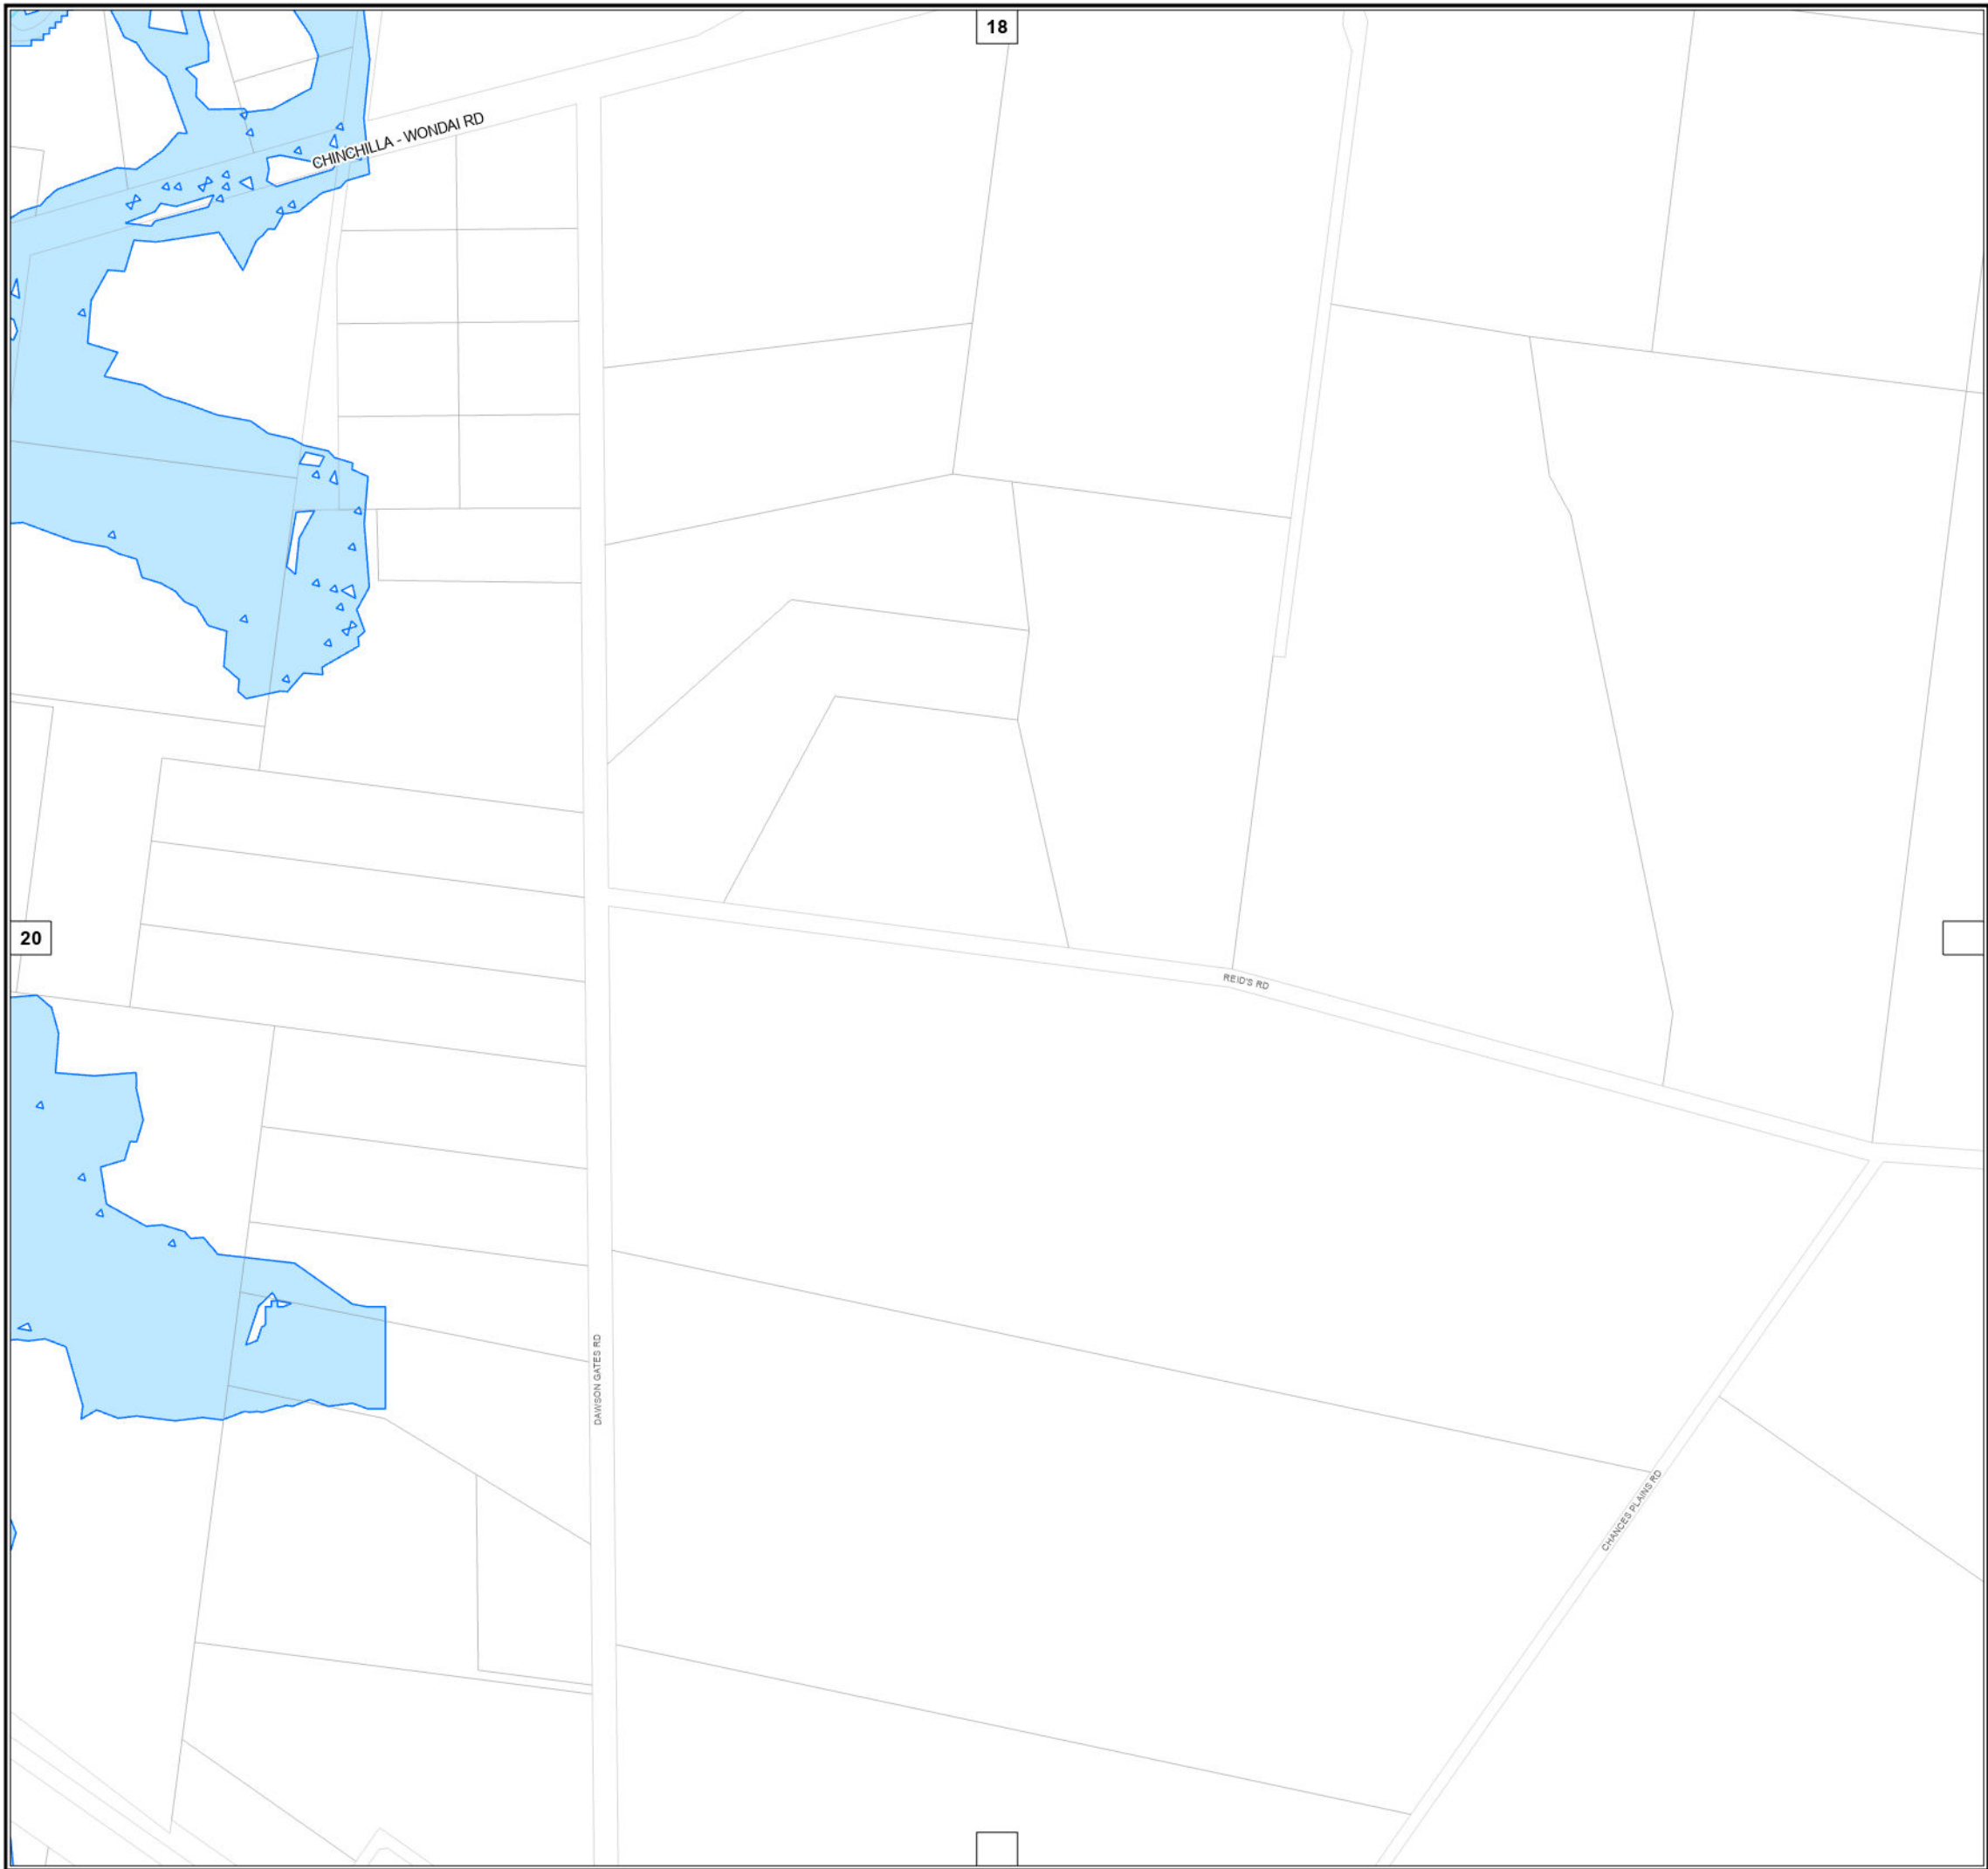 18
CHINCHILLA - WONDAI RD
20
REID'S RD
DAWSON GATES RD
CHANCES PLAINS RD